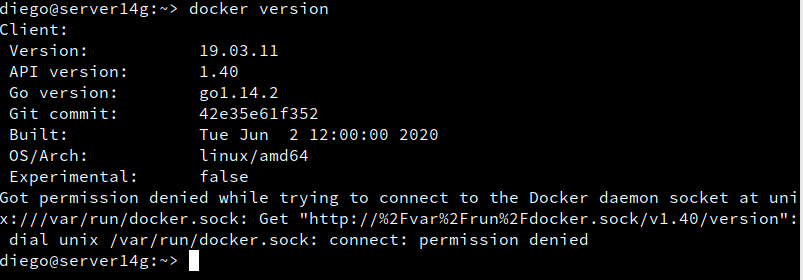 diego@server14g:~> docker version
Client:
 Version:           19.03.11
 API version:       1.40
 Go version:        go1.14.2
 Git commit:        42e35e61f352
 Built:             Tue Jun  2 12:00:00 2020
 OS/Arch:           linux/amd64
 Experimental:      false
Got permission denied while trying to connect to the Docker daemon socket at uni
x:///var/run/docker.sock: Get "http://%2Fvar%2Frun%2Fdocker.sock/v1.40/version":
 dial unix /var/run/docker.sock: connect: permission denied
diego@server14g:~>